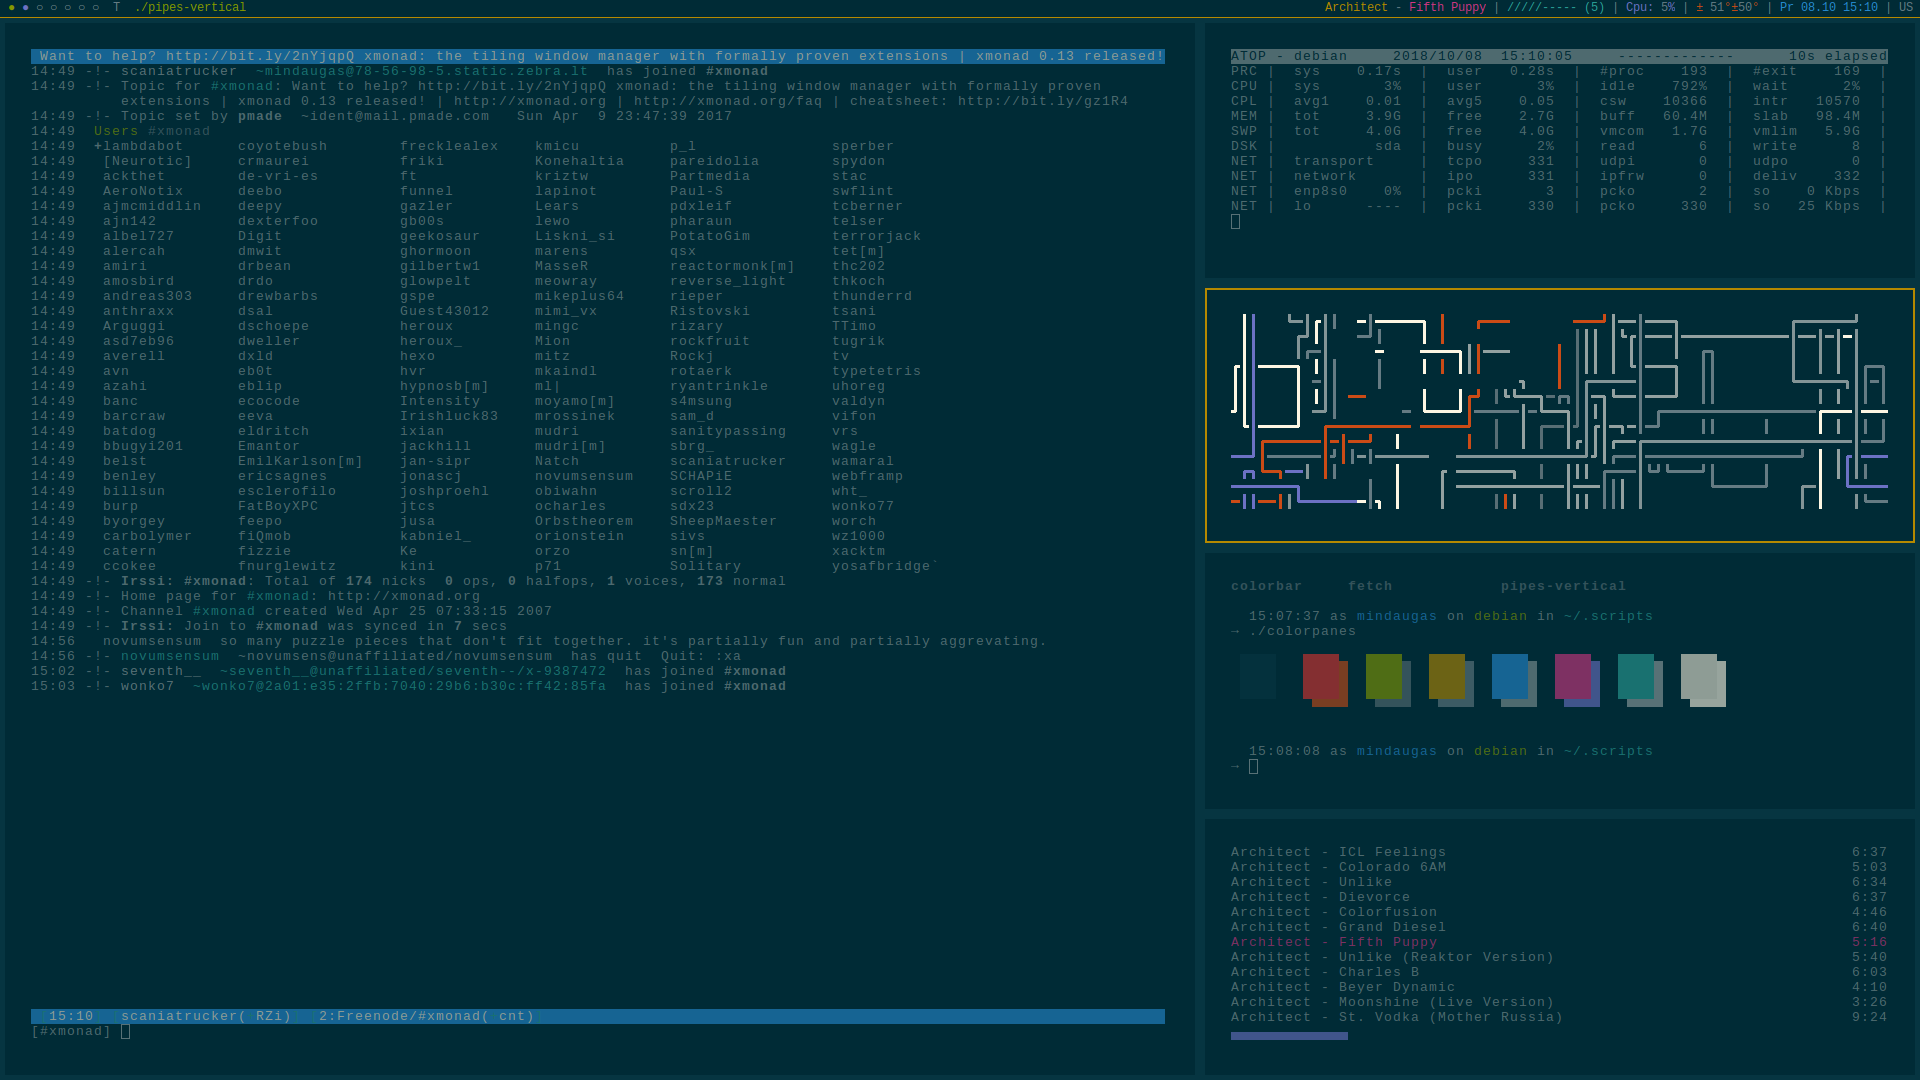 ● ● ○ ○ ○ ○ ○ T ./pipes-vertical
Architect - Fifth Puppy | /////----- (5) | Cpu: 5% | ± 51°±50° | Pr 08.10 15:10 | US
Want to help? http://bit.ly/2nYjqpQ xmonad: the tiling window manager with formally proven extensions | xmonad 0.13 released!
14:49 -!- scaniatrucker ~mindaugas@78-56-98-5.static.zebra.lt has joined #xmonad
14:49 -!- Topic for #xmonad: Want to help? http://bit.ly/2nYjqpQ xmonad: the tiling window manager with formally proven
extensions | xmonad 0.13 released! | http://xmonad.org | http://xmonad.org/faq | cheatsheet: http://bit.ly/gz1R4
14:49 -!- Topic set by pmade ~ident@mail.pmade.com Sun Apr 9 23:47:39 2017
14:49 Users #xmonad
14:49 +lambdabot coyotebush frecklealex kmicu p_l sperber
14:49 [Neurotic] crmaurei friki Konehaltia pareidolia spydon
14:49 ackthet de-vri-es ft kriztw Partmedia stac
14:49 AeroNotix deebo funnel lapinot Paul-S swflint
14:49 ajmcmiddlin deepy gazler Lears pdxleif tcberner
14:49 ajn142 dexterfoo gb00s lewo pharaun telser
14:49 albel727 Digit geekosaur Liskni_si PotatoGim terrorjack
14:49 alercah dmwit ghormoon marens qsx tet[m]
14:49 amiri drbean gilbertw1 MasseR reactormonk[m] thc202
14:49 amosbird drdo glowpelt meowray reverse_light thkoch
14:49 andreas303 drewbarbs gspe mikeplus64 rieper thunderrd
14:49 anthraxx dsal Guest43012 mimi_vx Ristovski tsani
14:49 Arguggi dschoepe heroux mingc rizary TTimo
14:49 asd7eb96 dweller heroux_ Mion rockfruit tugrik
14:49 averell dxld hexo mitz Rockj tv
14:49 avn eb0t hvr mkaindl rotaerk typetetris
14:49 azahi eblip hypnosb[m] ml| ryantrinkle uhoreg
14:49 banc ecocode Intensity moyamo[m] s4msung valdyn
14:49 barcraw eeva Irishluck83 mrossinek sam_d vifon
14:49 batdog eldritch ixian mudri sanitypassing vrs
14:49 bbugyi201 Emantor jackhill mudri[m] sbrg_ wagle
14:49 belst EmilKarlson[m] jan-sipr Natch scaniatrucker wamaral
14:49 benley ericsagnes jonascj novumsensum SCHAPiE webframp
14:49 billsun esclerofilo joshproehl obiwahn scroll2 wht_
14:49 burp FatBoyXPC jtcs ocharles sdx23 wonko77
14:49 byorgey feepo jusa Orbstheorem SheepMaester worch
14:49 carbolymer fiQmob kabniel_ orionstein sivs wz1000
14:49 catern fizzie Ke orzo sn[m] xacktm
14:49 ccokee fnurglewitz kini p71 Solitary yosafbridge`
14:49 -!- Irssi: #xmonad: Total of 174 nicks 0 ops, 0 halfops, 1 voices, 173 normal
14:49 -!- Home page for #xmonad: http://xmonad.org
14:49 -!- Channel #xmonad created Wed Apr 25 07:33:15 2007
14:49 -!- Irssi: Join to #xmonad was synced in 7 secs
14:56 novumsensum so many puzzle pieces that don't fit together. it's partially fun and partially aggrevating.
14:56 -!- novumsensum ~novumsens@unaffiliated/novumsensum has quit Quit: :xa
15:02 -!- seventh__ ~seventh__@unaffiliated/seventh--/x-9387472 has joined #xmonad
15:03 -!- wonko7 ~wonko7@2a01:e35:2ffb:7040:29b6:b30c:ff42:85fa has joined #xmonad
15:10 scaniatrucker( RZi) 2:Freenode/#xmonad( cnt)
[#xmonad]
ATOP - debian 2018/10/08 15:10:05 ------------- 10s elapsed
PRC | sys 0.17s | user 0.28s | #proc 193 | #exit 169 |
CPU | sys 3% | user 3% | idle 792% | wait 2% |
CPL | avg1 0.01 | avg5 0.05 | csw 10366 | intr 10570 |
MEM | tot 3.9G | free 2.7G | buff 60.4M | slab 98.4M |
SWP | tot 4.0G | free 4.0G | vmcom 1.7G | vmlim 5.9G |
DSK | sda | busy 2% | read 6 | write 8 |
NET | transport | tcpo 331 | udpi 0 | udpo 0 |
NET | network | ipo 331 | ipfrw 0 | deliv 332 |
NET | enp8s0 0% | pcki 3 | pcko 2 | so 0 Kbps |
NET | lo ---- | pcki 330 | pcko 330 | so 25 Kbps |
colorbar fetch pipes-vertical
15:07:37 as mindaugas on debian in ~/.scripts
→ ./colorpanes
15:08:08 as mindaugas on debian in ~/.scripts
→
Architect - ICL Feelings 6:37
Architect - Colorado 6AM 5:03
Architect - Unlike 6:34
Architect - Dievorce 6:37
Architect - Colorfusion 4:46
Architect - Grand Diesel 6:40
Architect - Fifth Puppy 5:16
Architect - Unlike (Reaktor Version) 5:40
Architect - Charles B 6:03
Architect - Beyer Dynamic 4:10
Architect - Moonshine (Live Version) 3:26
Architect - St. Vodka (Mother Russia) 9:24